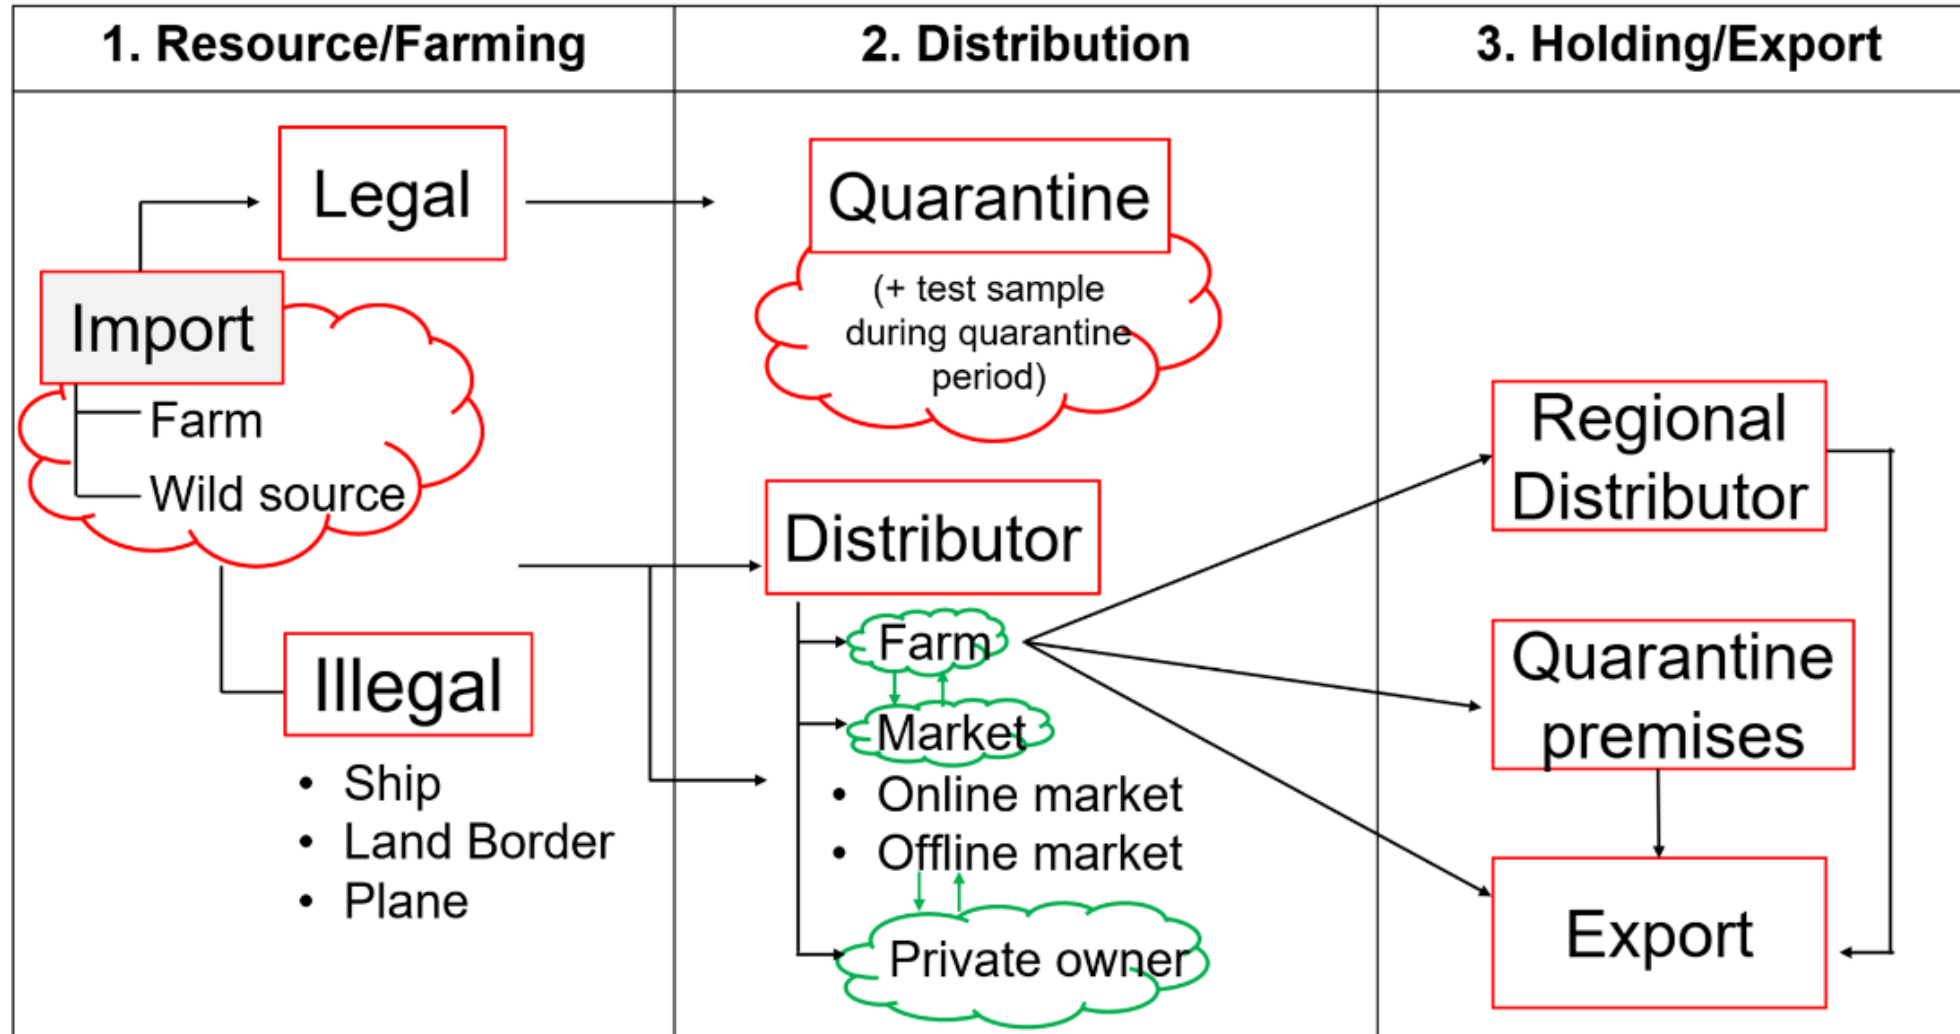 1. Resource/Farming
2. Distribution
3. Holding/Export
Legal
Import
Farm
Wild source
Illegal
• Ship
• Land Border
• Plane
Quarantine
(+ test sample
during quarantine
period)
Distributor
Farm
Market
• Online market
• Offline market
Private owner
Regional
Distributor
Quarantine
premises
Export